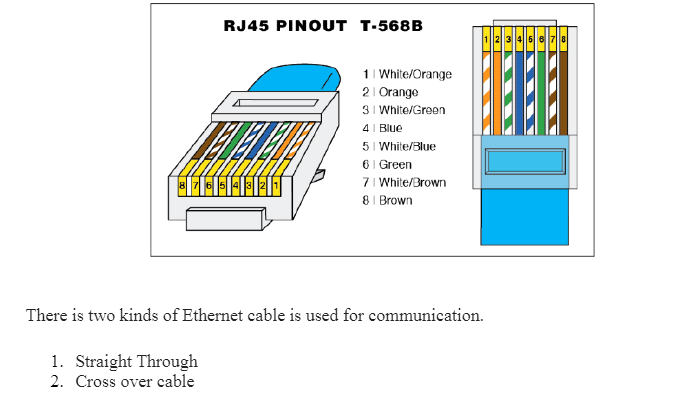 RJ45 PINOUT T-568B
1 | White/Orange
2 | Orange
3 | White/Green
4 | Blue
5 | White/Blue
6 | Green
7 | White/Brown
8 | Brown
1 2 3 4 5 6 7 8
8 7 6 5 4 3 2 1
There is two kinds of Ethernet cable is used for communication.
1. Straight Through
2. Cross over cable